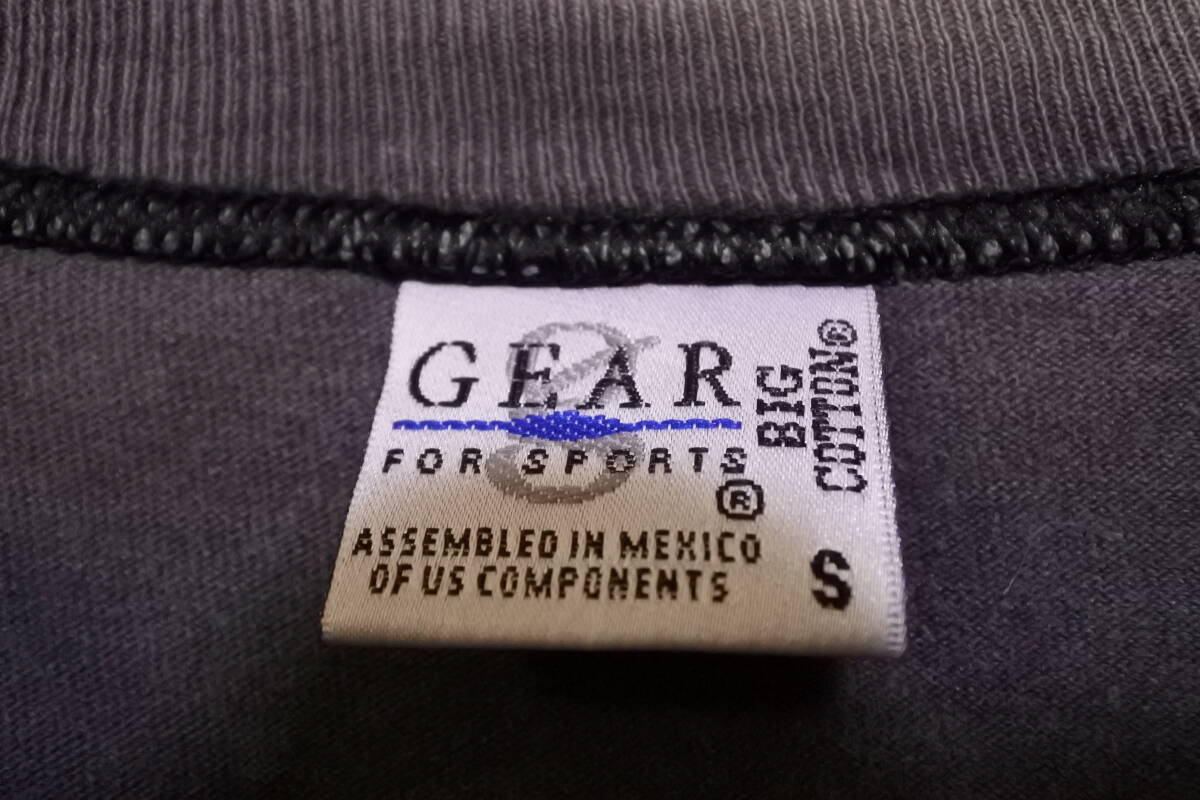 GEAR
FOR SPORTS
®
BIG
COTTON®
ASSEMBLED IN MEXICO
OF US COMPONENTS
S